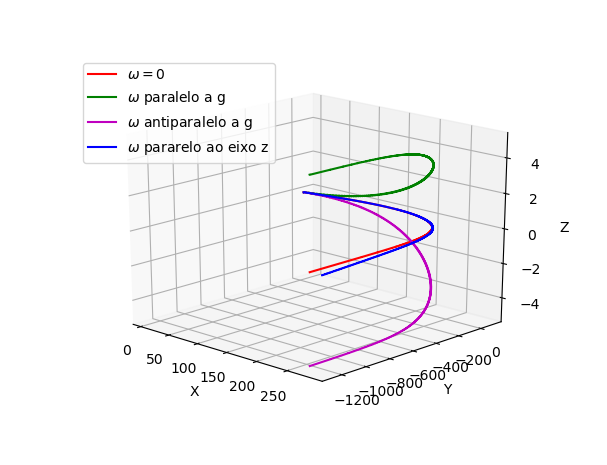 ω = 0
ω paralelo a g
ω antiparalelo a g
ω pararelo ao eixo z
4
2
0
−2
−4
Z
0
50
100
150
200
250
X
−1200
−1000
−800
−600
−400
−200
0
Y